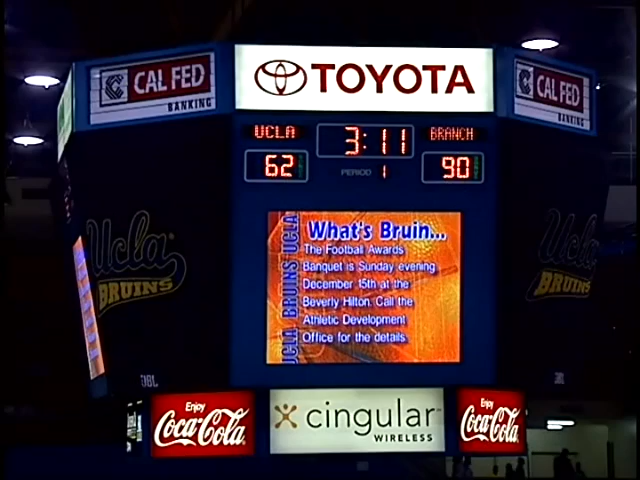 CAL FED
BANKING
TOYOTA
CAL FED
BANKING
UCLA
3:11
BRANCH
62
PERIOD 1
90
What's Bruin...
The Football Awards
Banquet is Sunday evening
December 15th at the
Beverly Hilton. Call the
Athletic Development
Office for the details.
UCLA BRUINS UCLA
Ucla
BRUINS
Ucla
BRUINS
JBL
Enjoy
Coca-Cola
cingular
WIRELESS
Enjoy
Coca-Cola